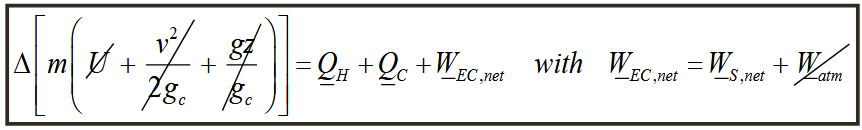 Δ[m(U + v²/2g_c + gz/g_c)] = Q_H + Q_C + W_EC,net with W_EC,net = W_S,net + W_atm